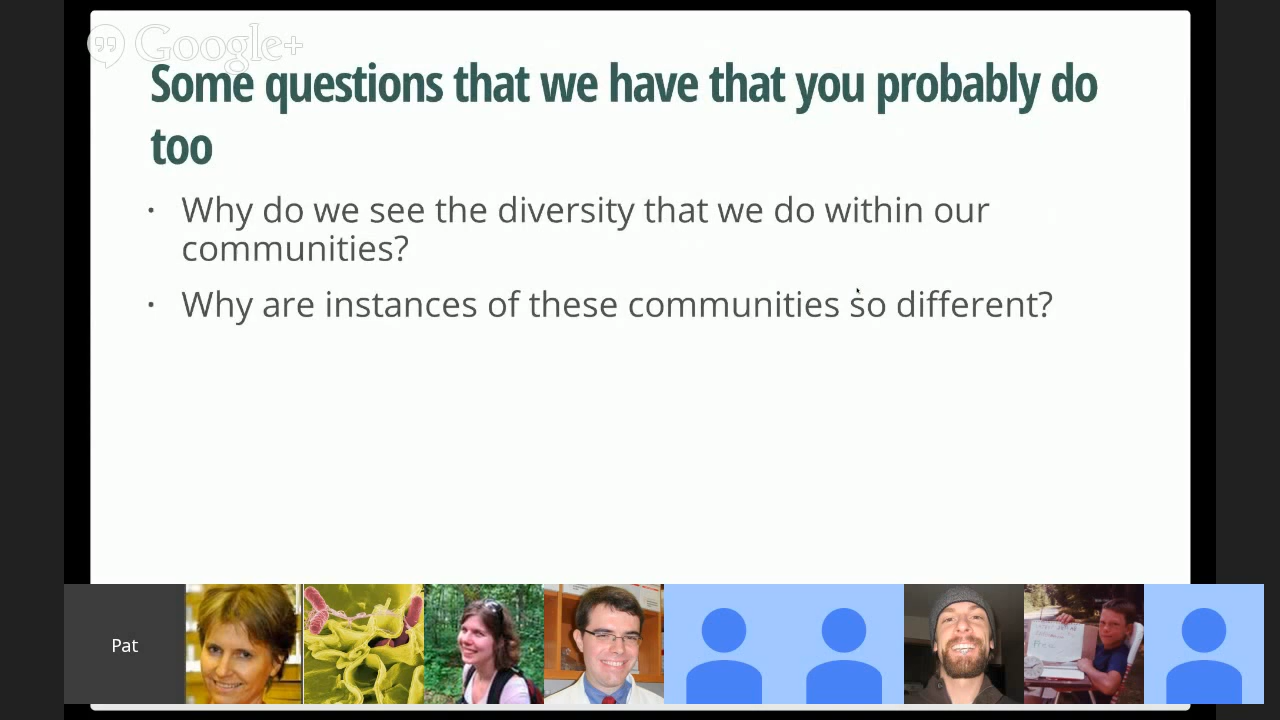 Google+
Some questions that we have that you probably do
too
· Why do we see the diversity that we do within our
communities?
· Why are instances of these communities so different?
Pat